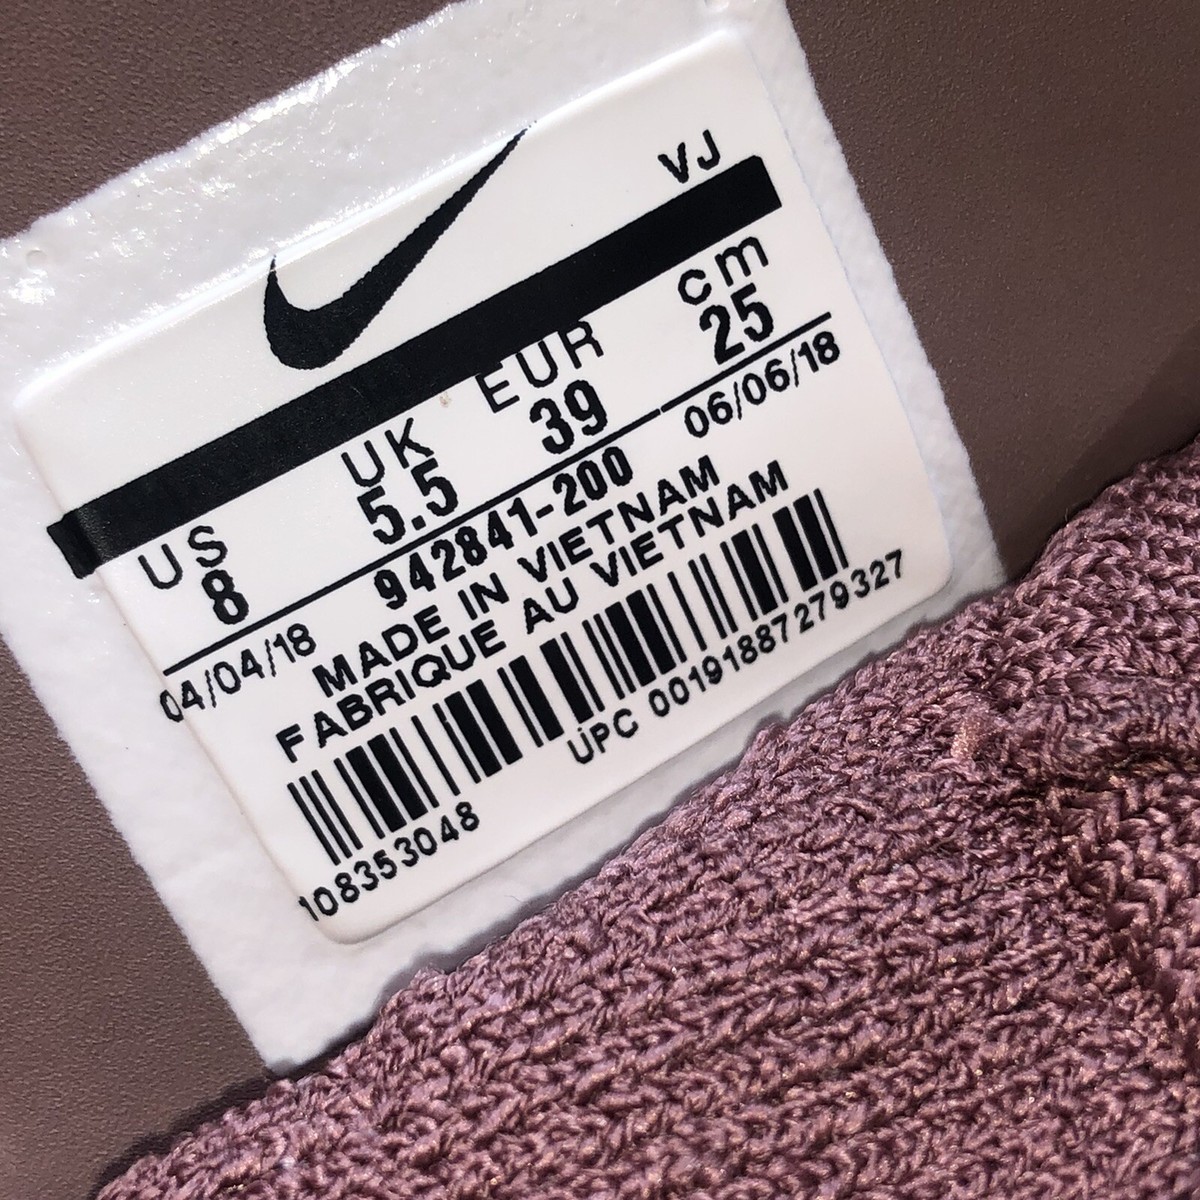 VJ
US UK EUR cm
8 5.5 39 25
04/04/18 942841-200 06/06/18
MADE IN VIETNAM
FABRIQUE AU VIETNAM
UPC 00191887279327
108353048